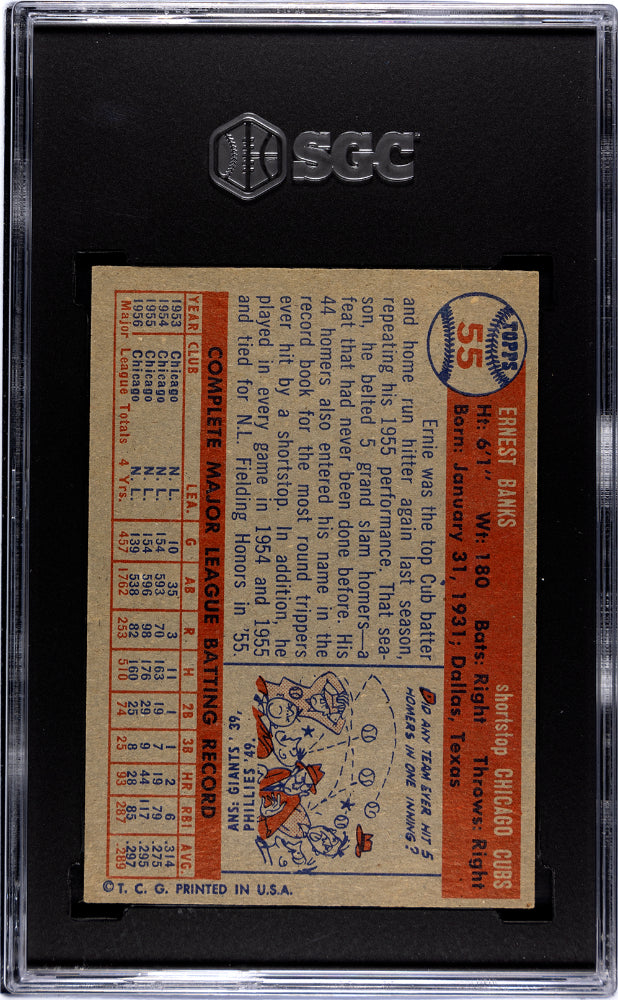 SGC
TOPPS
55
ERNEST BANKS
shortstop CHICAGO CUBS
Ht: 6'1" Wt: 180 Bats: Right Throws: Right
Born: January 31, 1931; Dallas, Texas
Ernie was the top Cub batter
and home run hitter again last season,
repeating his 1955 performance. That sea-
son, he belted 5 grand slam homers—a
feat that had never been done before. His
44 homers also entered his name in the
record book for the most round trippers
ever hit by a shortstop. In addition, he
played in every game in 1954 and 1955
and tied for N.L. Fielding Honors in '55.
DID ANY TEAM EVER HIT 5
HOMERS IN ONE INNING?
ANS: GIANTS '39,
PHILLIES '49
COMPLETE MAJOR LEAGUE BATTING RECORD
YEAR CLUB LEA. G AB R H 2B 3B HR RBI AVG.
1953 Chicago N. L. 10 35 3 11 1 1 2 6 .314
1954 Chicago N. L. 154 593 70 163 19 7 19 79 .275
1955 Chicago N. L. 154 596 98 176 29 9 44 117 .295
1956 Chicago N. L. 139 538 82 160 25 8 28 85 .297
Major League Totals 4 Yrs. 457 1762 253 510 74 25 93 287 .289
© T. C. G. PRINTED IN U.S.A.